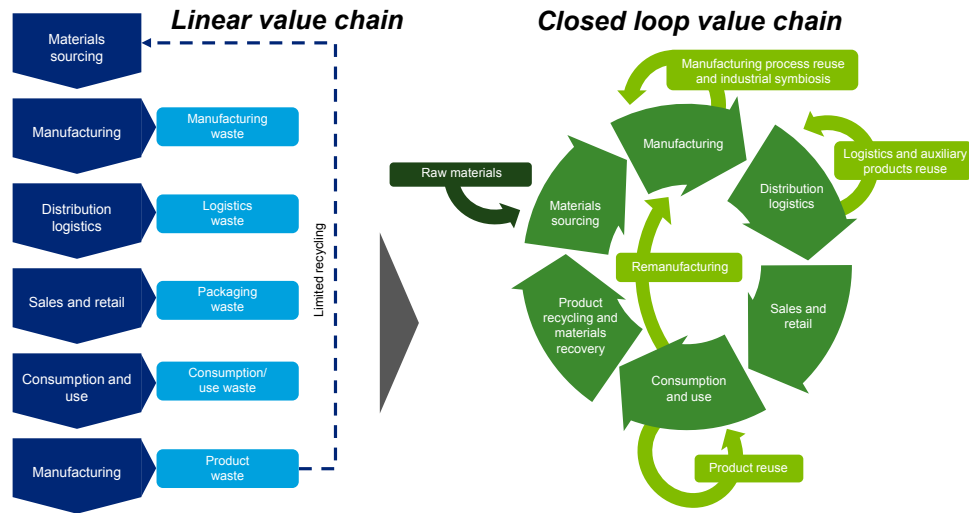 Linear value chain
Materials
sourcing
Manufacturing
Manufacturing
waste
Distribution
logistics
Logistics
waste
Sales and retail
Packaging
waste
Consumption and
use
Consumption/
use waste
Manufacturing
Product
waste
Limited recycling
Closed loop value chain
Manufacturing process reuse
and industrial symbiosis
Manufacturing
Logistics and auxiliary
products reuse
Raw materials
Distribution
logistics
Materials
sourcing
Remanufacturing
Product
recycling and
materials
recovery
Sales and
retail
Consumption
and use
Product reuse